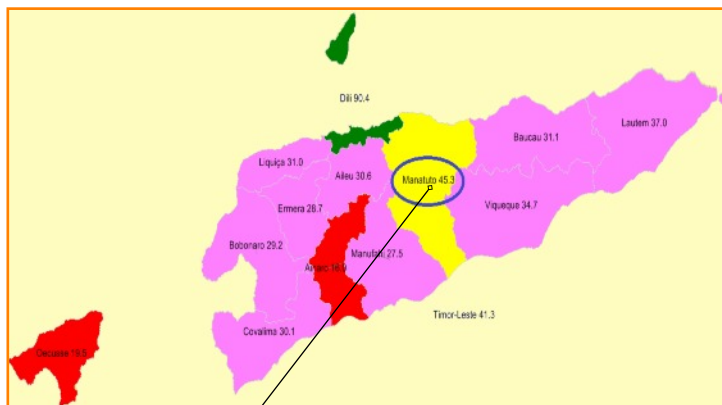 Dili 90.4
Lautem 37.0
Baucau 31.1
Liquiça 31.0
Aileu 30.6
Manatuto 45.3
Ermera 28.7
Viqueque 34.7
Bobonaro 29.2
Manufahi 27.5
Ainaro 18.9
Timor-Leste 41.3
Covalima 30.1
Oecusse 19.5